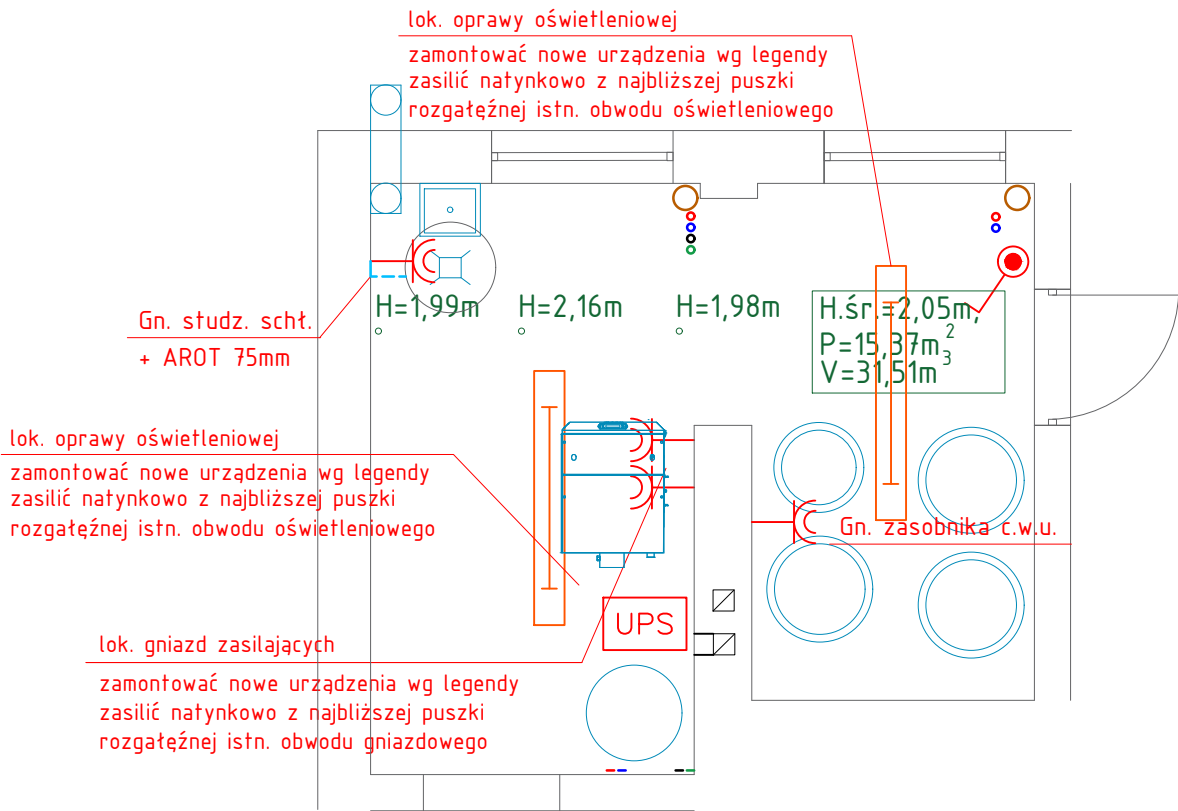 lok. oprawy oświetleniowej
zamontować nowe urządzenia wg legendy
zasilić natynkowo z najbliższej puszki
rozgałęźnej istn. obwodu oświetleniowego
H=1,99m
H=2,16m
H=1,98m
H.śr.=2,05m,
P=15,37m2
V=31,51m3
Gn. studz. schł.
+ AROT 75mm
lok. oprawy oświetleniowej
zamontować nowe urządzenia wg legendy
zasilić natynkowo z najbliższej puszki
rozgałęźnej istn. obwodu oświetleniowego
Gn. zasobnika c.w.u.
UPS
lok. gniazd zasilających
zamontować nowe urządzenia wg legendy
zasilić natynkowo z najbliższej puszki
rozgałęźnej istn. obwodu gniazdowego